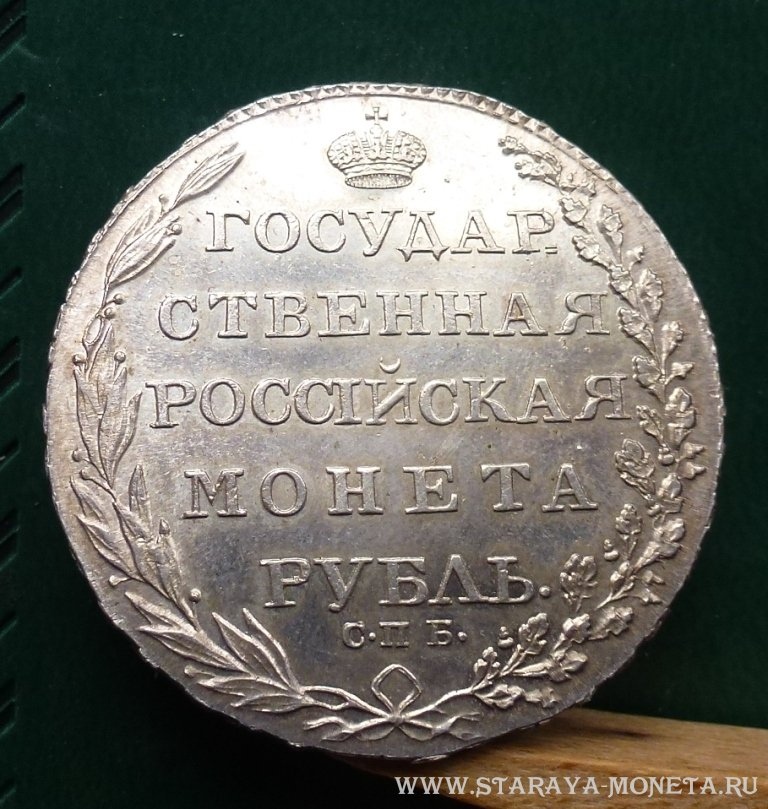 ГОСУДАР.
СТВЕННАЯ
РОССІЙСКАЯ
МОНЕТА
РУБЛЬ.
С·П Б·
WWW.STARAYA-MONETA.RU